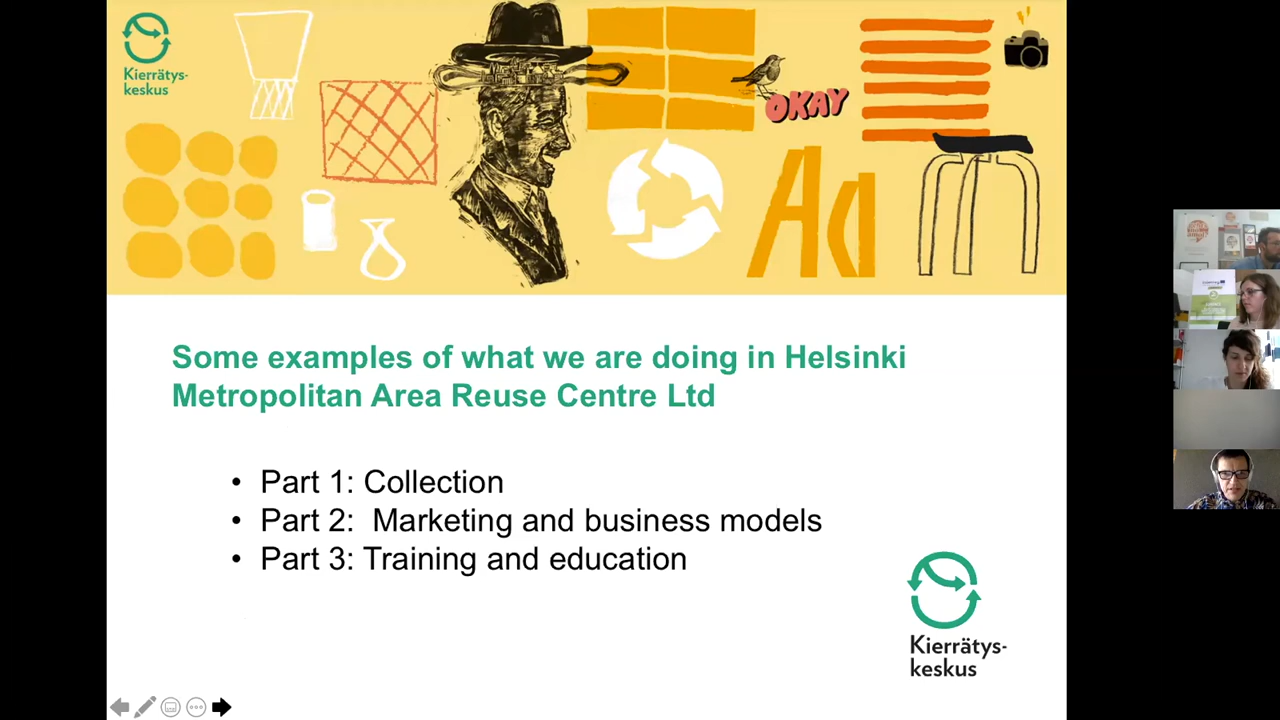 Kierrätys-
keskus
OKAY
Aa
Some examples of what we are doing in Helsinki
Metropolitan Area Reuse Centre Ltd
• Part 1: Collection
• Part 2: Marketing and business models
• Part 3: Training and education
Kierrätys-
keskus